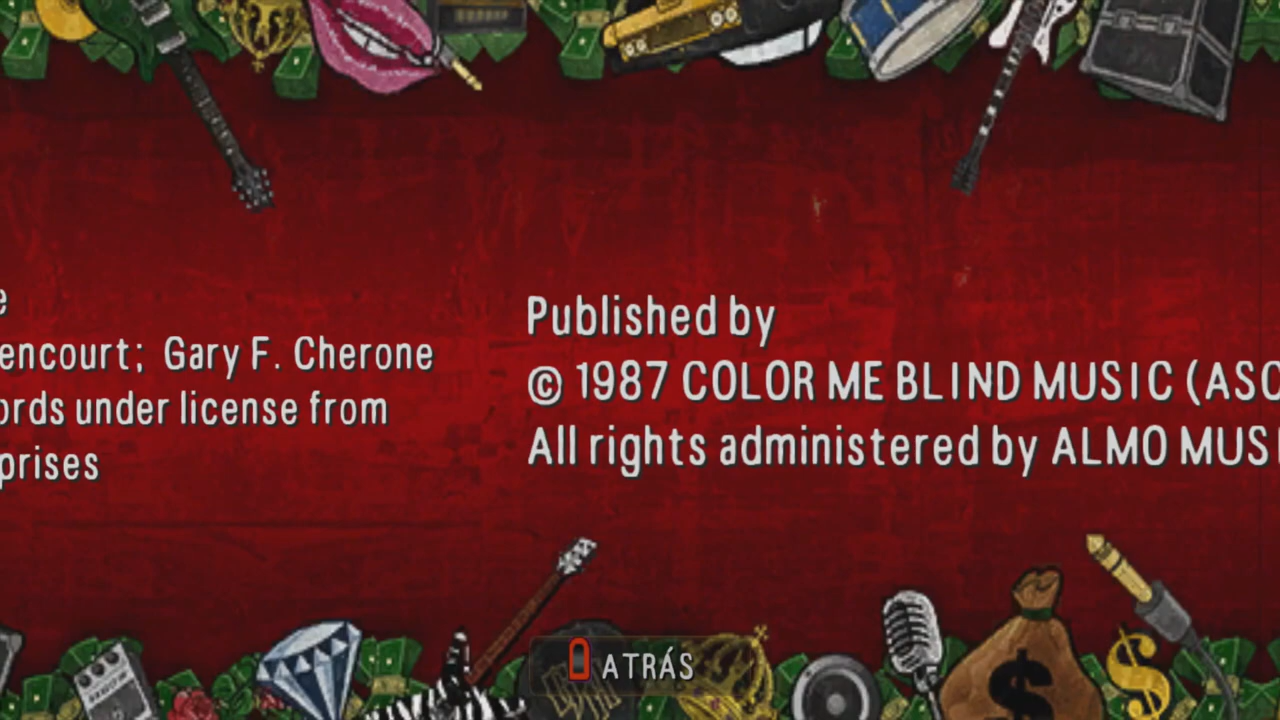 e
encourt; Gary F. Cherone
ords under license from
prises
Published by
© 1987 COLOR ME BLIND MUSIC (ASC
All rights administered by ALMO MUSI
ATRÁS